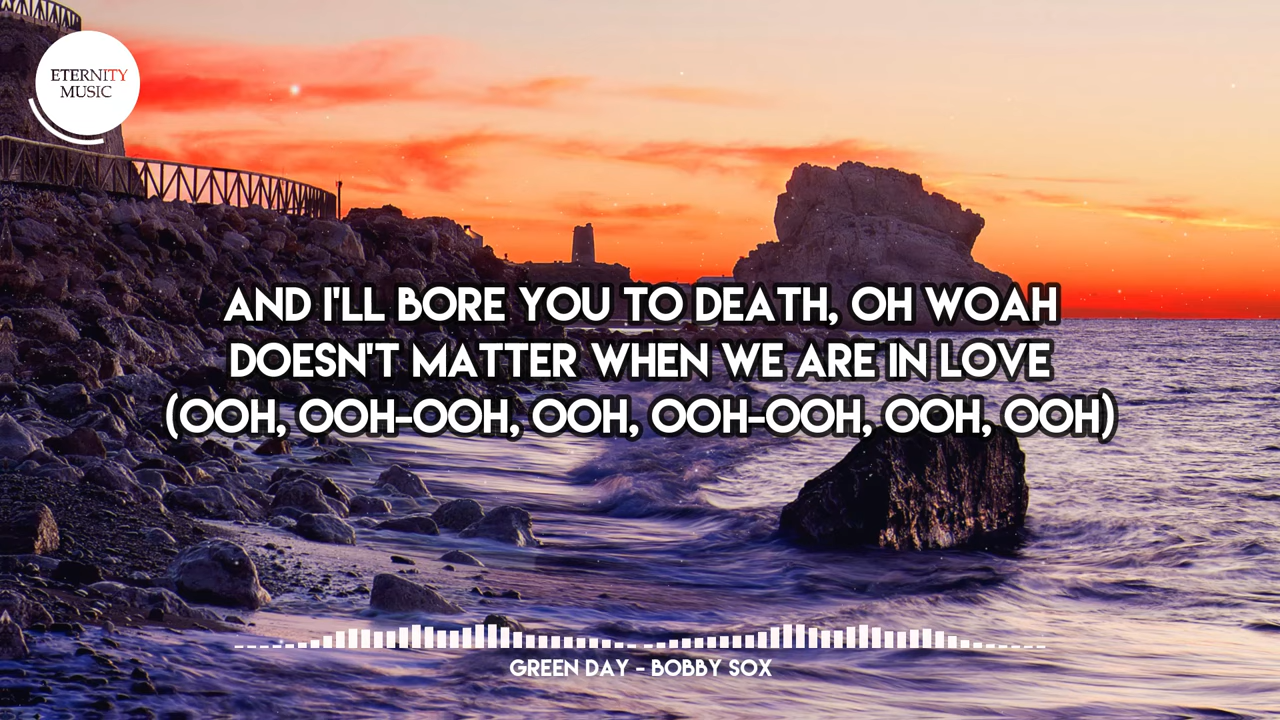 ETERNITY
MUSIC
AND I'LL BORE YOU TO DEATH, OH WOAH
DOESN'T MATTER WHEN WE ARE IN LOVE
(OOH, OOH-OOH, OOH, OOH-OOH, OOH, OOH)
GREEN DAY - BOBBY SOX